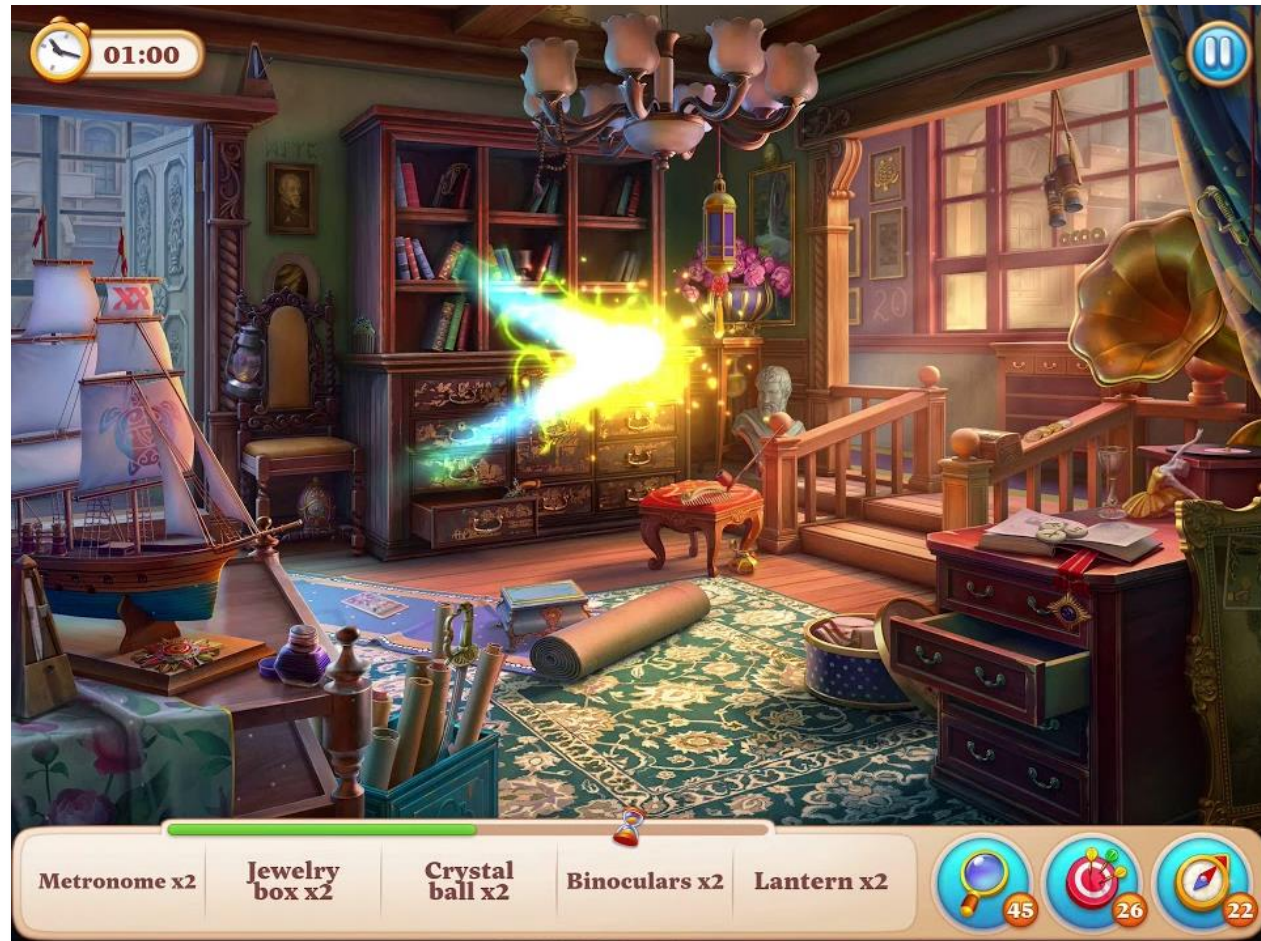 01:00
XX
20
Metronome x2
Jewelry
box x2
Crystal
ball x2
Binoculars x2
Lantern x2
45
26
22